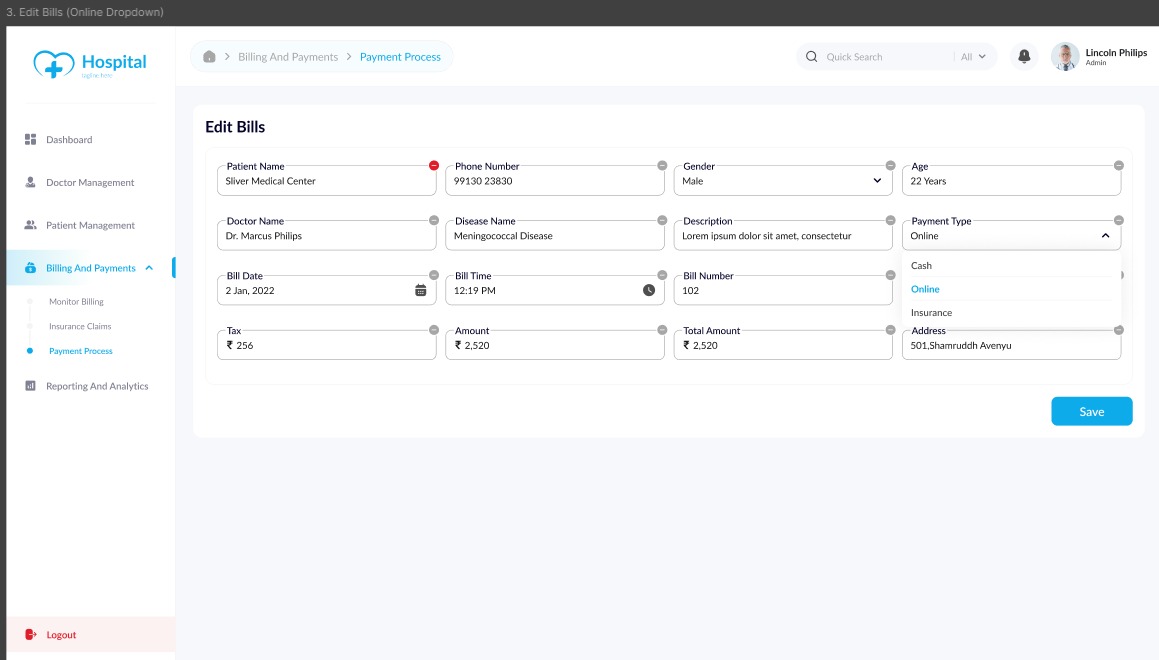 3. Edit Bills (Online Dropdown)
Hospital
tagline here
Billing And Payments
Payment Process
Quick Search
All
Lincoln Philips
Admin
Dashboard
Doctor Management
Patient Management
Billing And Payments
Monitor Billing
Insurance Claims
Payment Process
Reporting And Analytics
Logout
Edit Bills
Patient Name
Sliver Medical Center
Phone Number
99130 23830
Gender
Male
Age
22 Years
Doctor Name
Dr. Marcus Philips
Disease Name
Meningococcal Disease
Description
Lorem ipsum dolor sit amet, consectetur
Payment Type
Online
Cash
Online
Insurance
Bill Date
2 Jan, 2022
Bill Time
12:19 PM
Bill Number
102
Tax
₹ 256
Amount
₹ 2,520
Total Amount
₹ 2,520
Address
501,Shamruddh Avenyu
Save